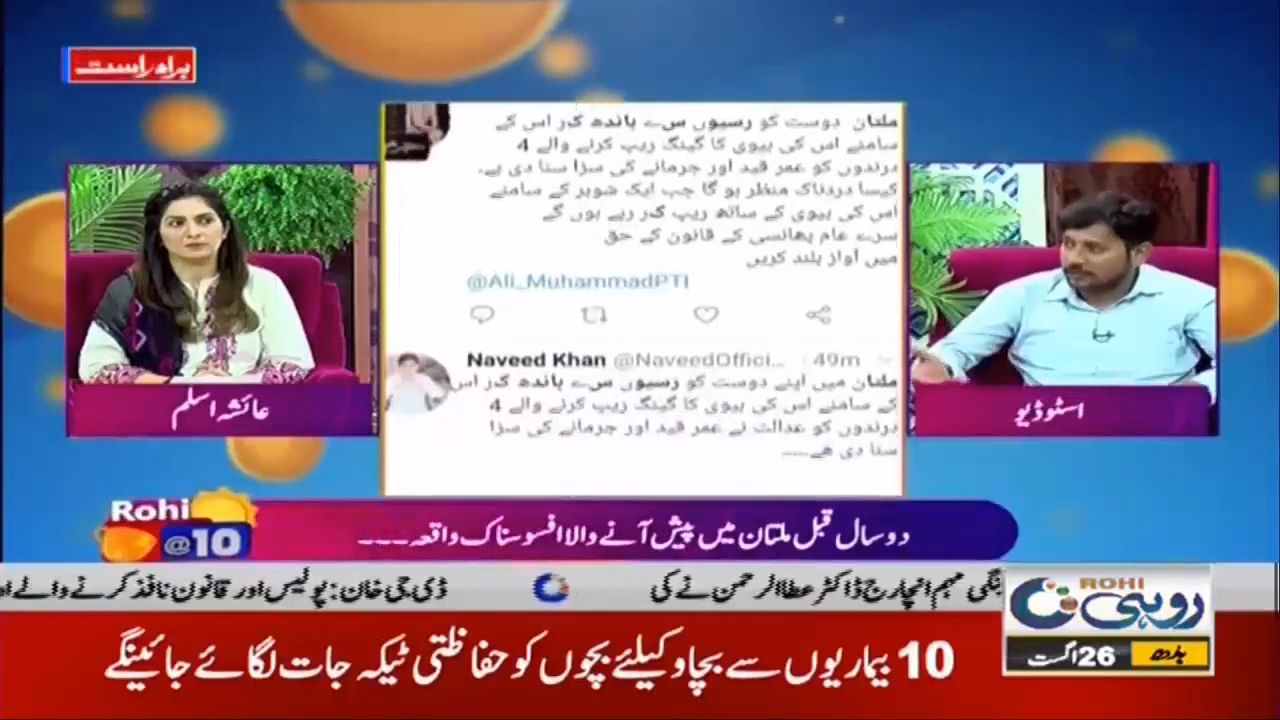 براہ راست
ملتان دوست کو رسیوں سے باندھ کر اس کے
سامنے اس کی بیوی کا گینگ ریپ کرنے والے 4
درندوں کو عمر قید اور جرمانے کی سزا سنا دی ہے۔
کیسا دردناک منظر ہو گا جب ایک شوہر کے سامنے
اس کی بیوی کے ساتھ ریپ کر رہے ہوں گے
سرے عام پھانسی کے قانون کے حق
میں آواز بلند کریں
@Ali_MuhammadPTI
Naveed Khan @NaveedOffici... · 49m
ملتان میں اپنے دوست کو رسیوں سے باندھ کر اس
کے سامنے اس کی بیوی کا گینگ ریپ کرنے والے 4
درندوں کو عدالت نے عمر قید اور جرمانے کی سزا
سنا دی ھے....
عائشہ اسلم
اسٹوڈیو
Rohi
@10
دو سال قبل ملتان میں پیش آنے والا افسوسناک واقعہ ۔۔۔
نگی مہم انچارج ڈاکٹر عطاالرحمن نے کی
ڈی جی خان: پولیس اور قانون نافذ کرنے والے
ROHI
روہی
بدھ
26 اگست
10 بیماریوں سے بچاو کیلئے بچوں کو حفاظتی ٹیکہ جات لگائے جائینگے